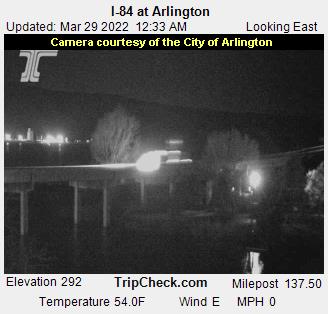 I-84 at Arlington
Updated: Mar 29 2022 12:33 AM Looking East
Camera courtesy of the City of Arlington
Elevation 292 TripCheck.com Milepost 137.50
Temperature 54.0F Wind E MPH 0